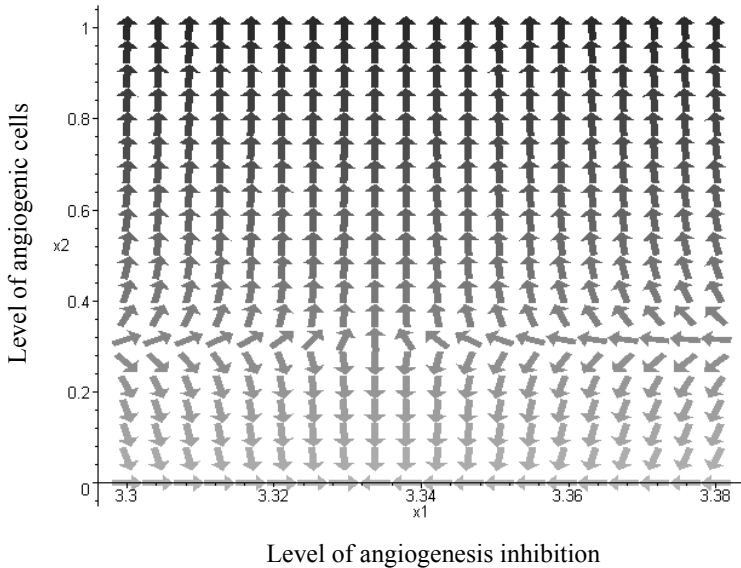 Level of angiogenic cells
x2
1
0.8
0.6
0.4
0.2
0
3.3 3.32 3.34 3.36 3.38
x1
Level of angiogenesis inhibition